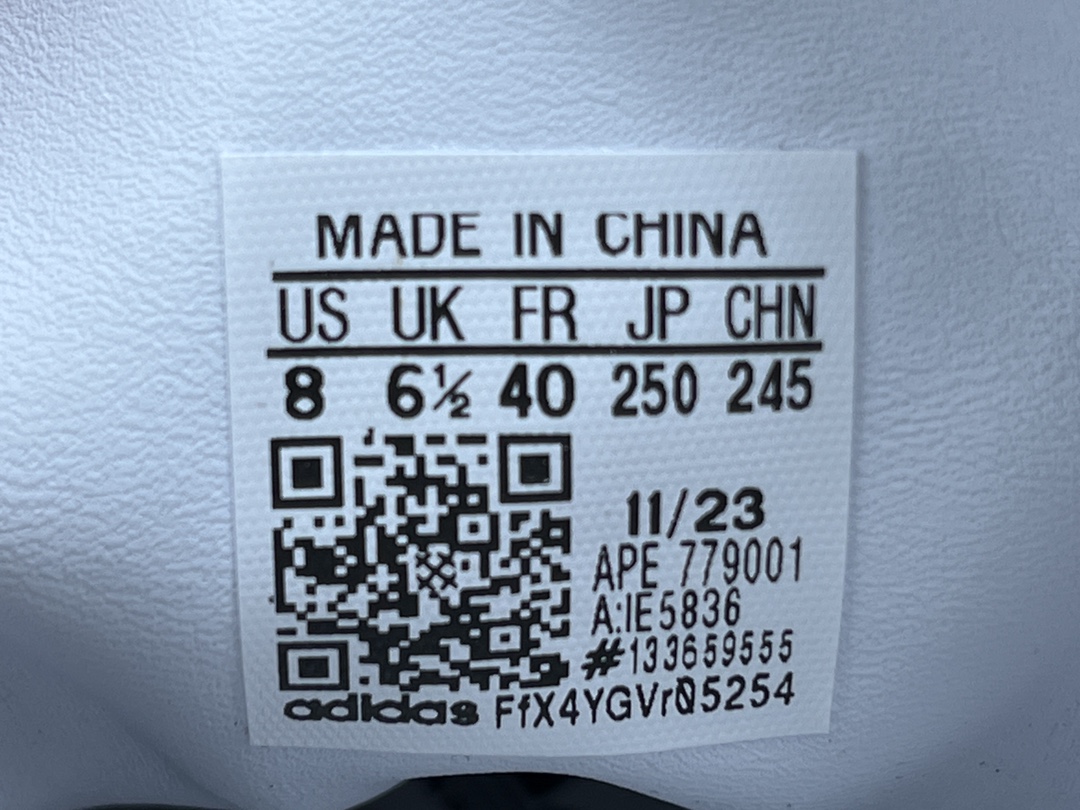 MADE IN CHINA
US UK FR JP CHN
8 6½ 40 250 245
11/23
APE 779001
A:IE5836
#133659555
adidas FfX4YGVrQ5254